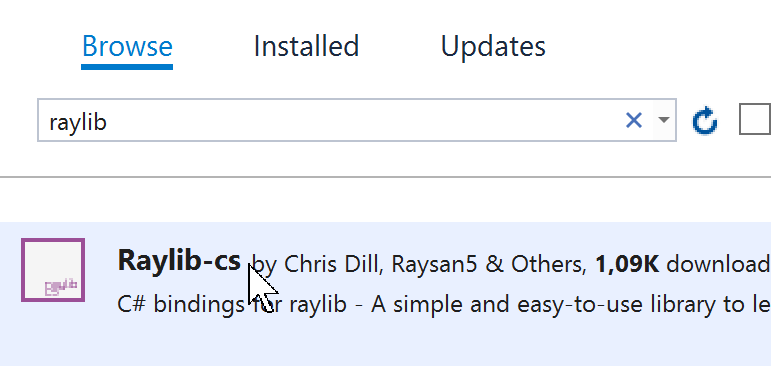 Browse Installed Updates
raylib
Raylib-cs by Chris Dill, Raysan5 & Others, 1,09K download
C# bindings for raylib - A simple and easy-to-use library to le